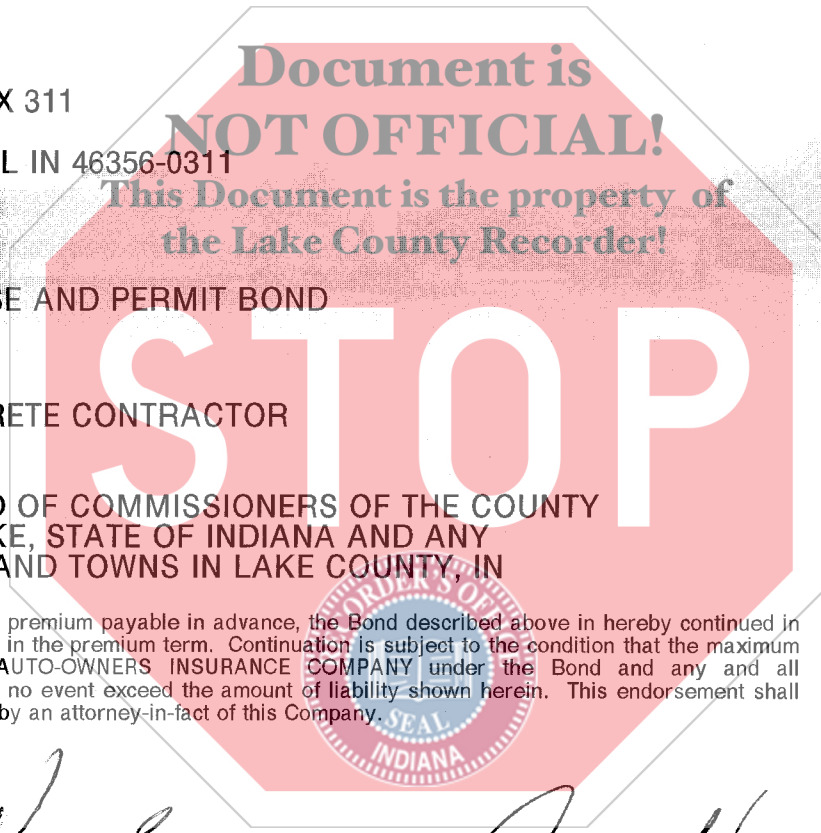 Document is
X 311
NOT OFFICIAL!
L IN 46356-0311
This Document is the property of
the Lake County Recorder!
SE AND PERMIT BOND
STOP
RETE CONTRACTOR
D OF COMMISSIONERS OF THE COUNTY
KE, STATE OF INDIANA AND ANY
AND TOWNS IN LAKE COUNTY, IN
premium payable in advance, the Bond described above in hereby continued in
in the premium term. Continuation is subject to the condition that the maximum
AUTO-OWNERS INSURANCE COMPANY under the Bond and any and all
no event exceed the amount of liability shown herein. This endorsement shall
by an attorney-in-fact of this Company.
RECORDER'S OFFICE
SEAL
INDIANA